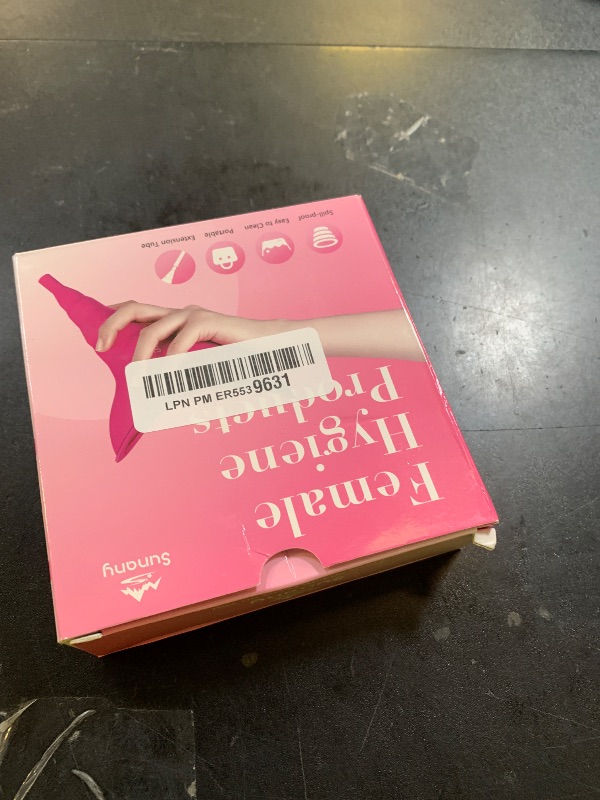 Sunany
Female
Hygiene
Products
LPN PM ER5539631
Spill-proof
Easy to Clean
Portable
Extension Tube